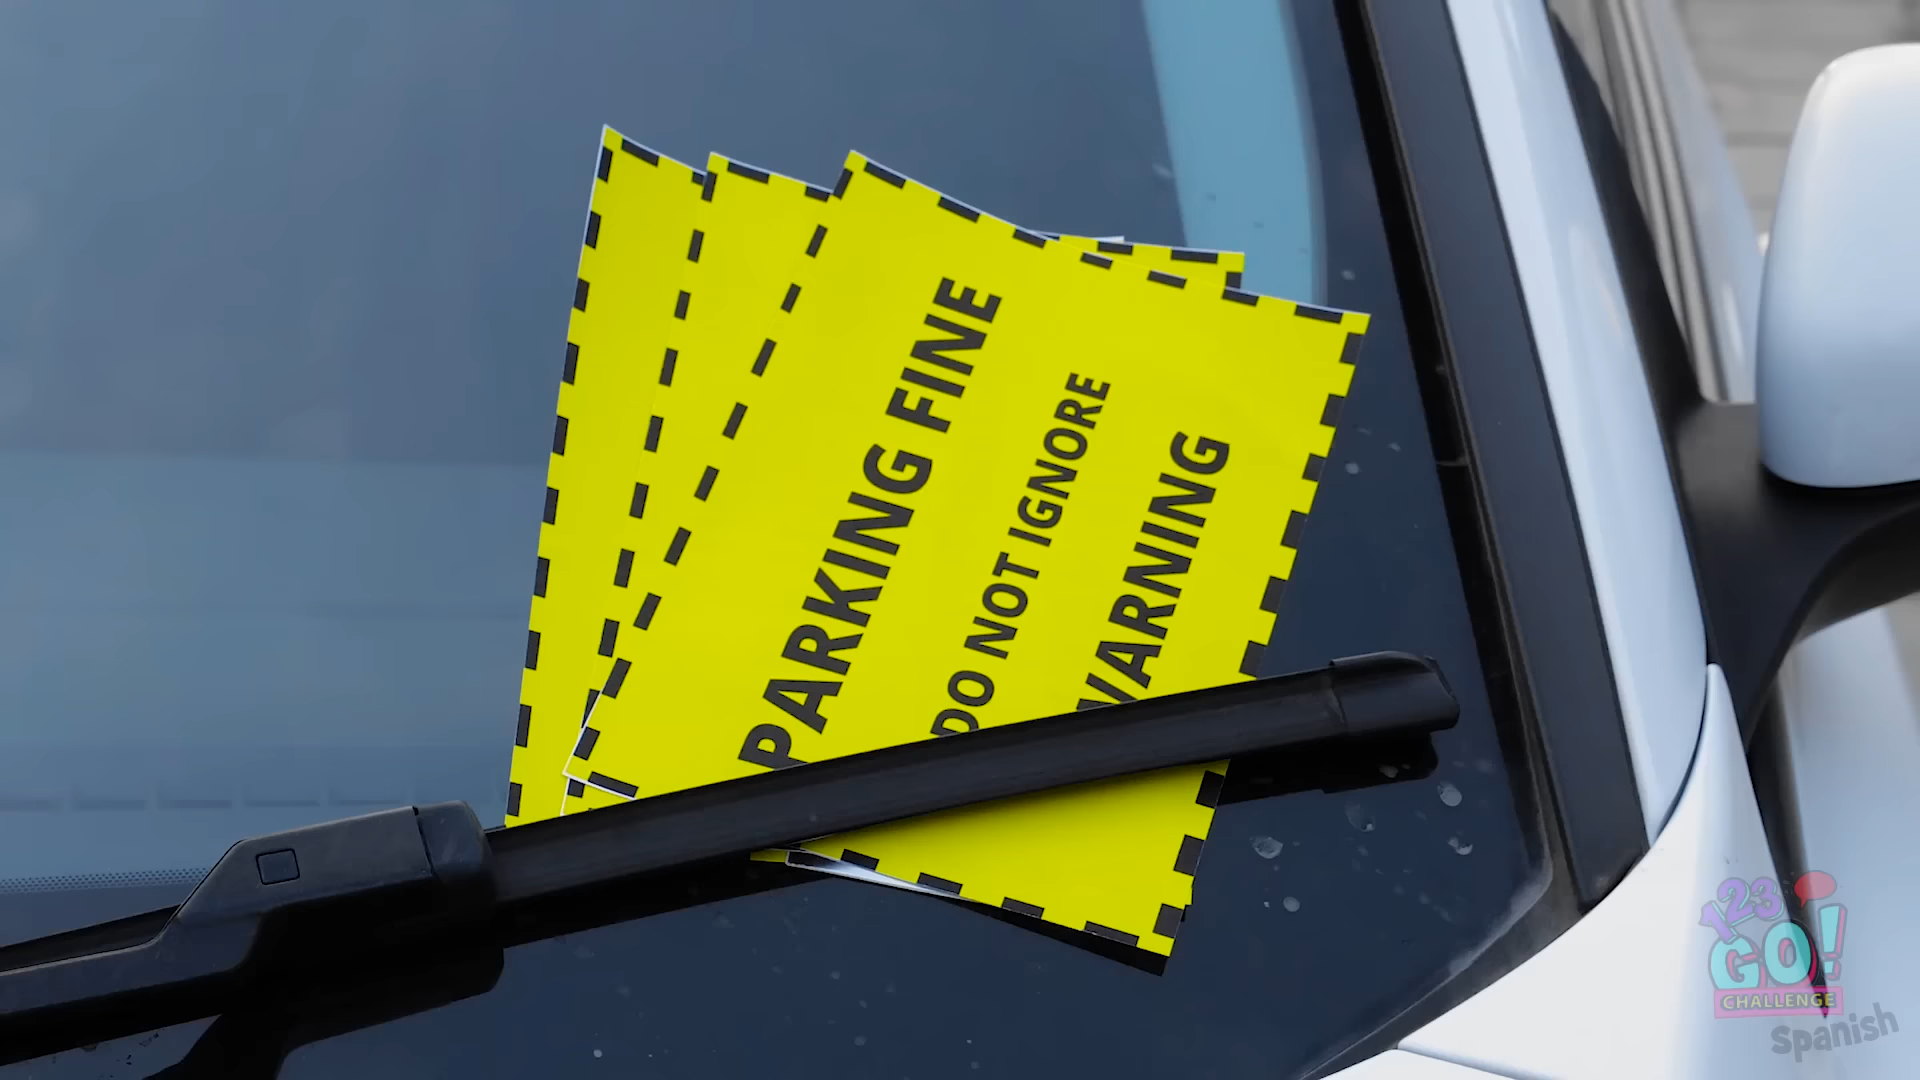 PARKING FINE
DO NOT IGNORE
WARNING
123
GO!
CHALLENGE
Spanish